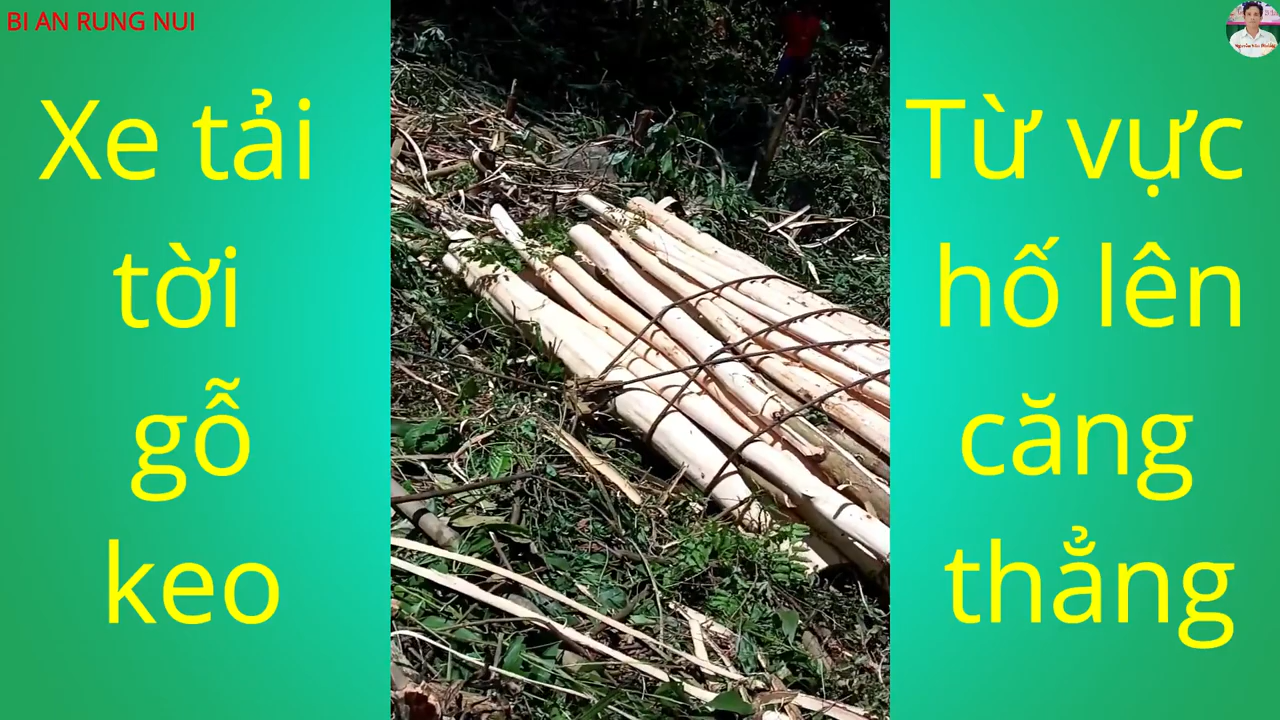 BI AN RUNG NUI
Xe tải
tời
gỗ
keo
Từ vực
hố lên
căng
thẳng